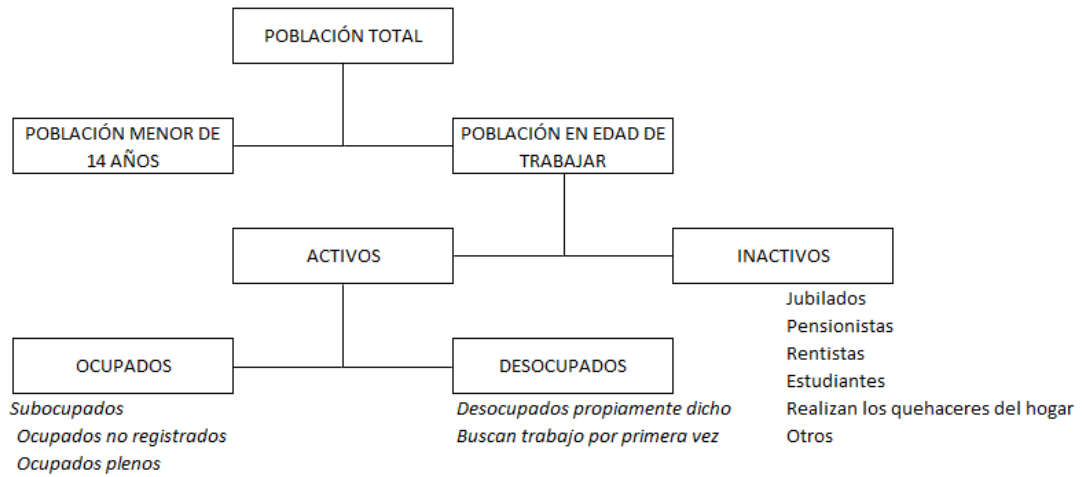 POBLACIÓN TOTAL
POBLACIÓN MENOR DE
14 AÑOS
POBLACIÓN EN EDAD DE
TRABAJAR
ACTIVOS
INACTIVOS
Jubilados
Pensionistas
Rentistas
Estudiantes
Realizan los quehaceres del hogar
Otros
OCUPADOS
Subocupados
Ocupados no registrados
Ocupados plenos
DESOCUPADOS
Desocupados propiamente dicho
Buscan trabajo por primera vez